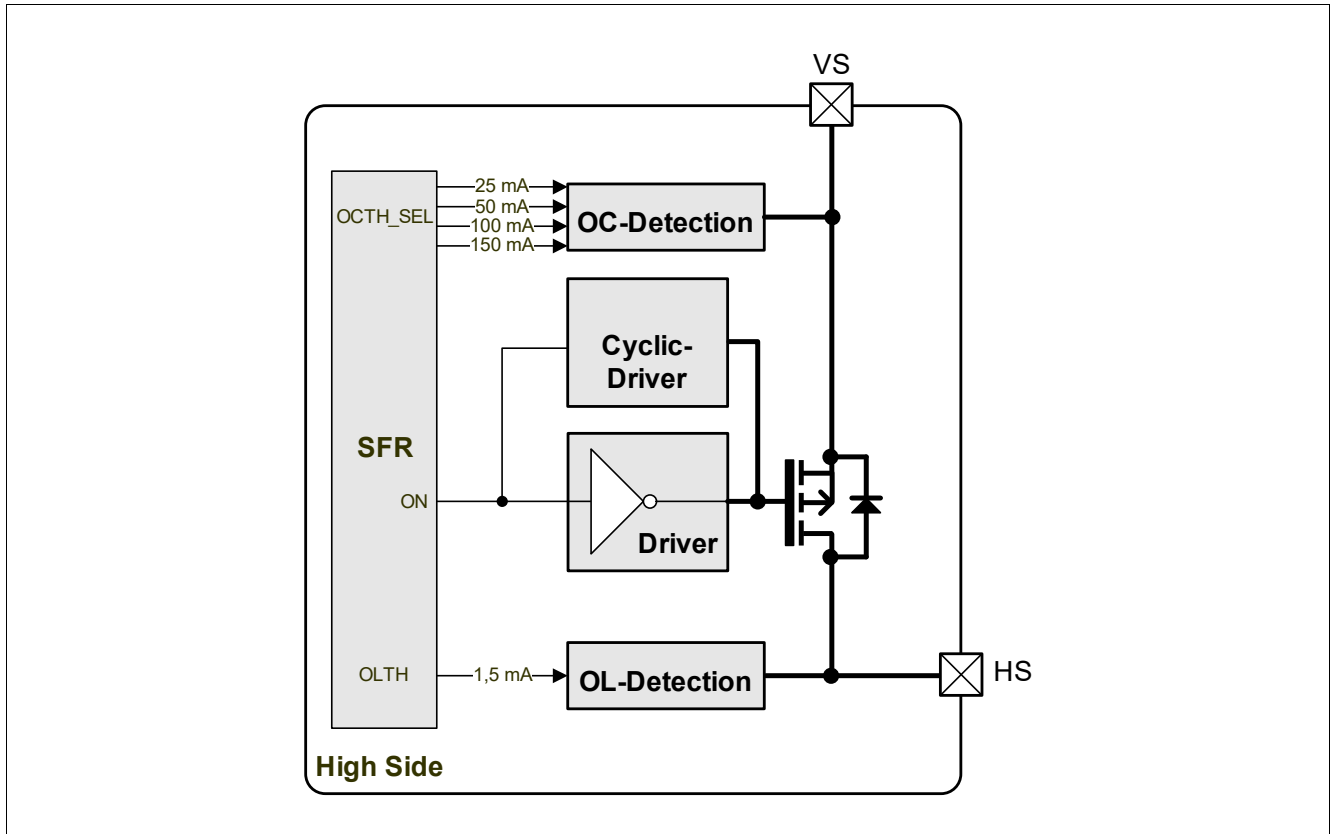 VS
25 mA
OCTH_SEL
50 mA
100 mA
150 mA
OC-Detection
Cyclic-
Driver
SFR
ON
Driver
OLTH
1,5 mA
OL-Detection
HS
High Side